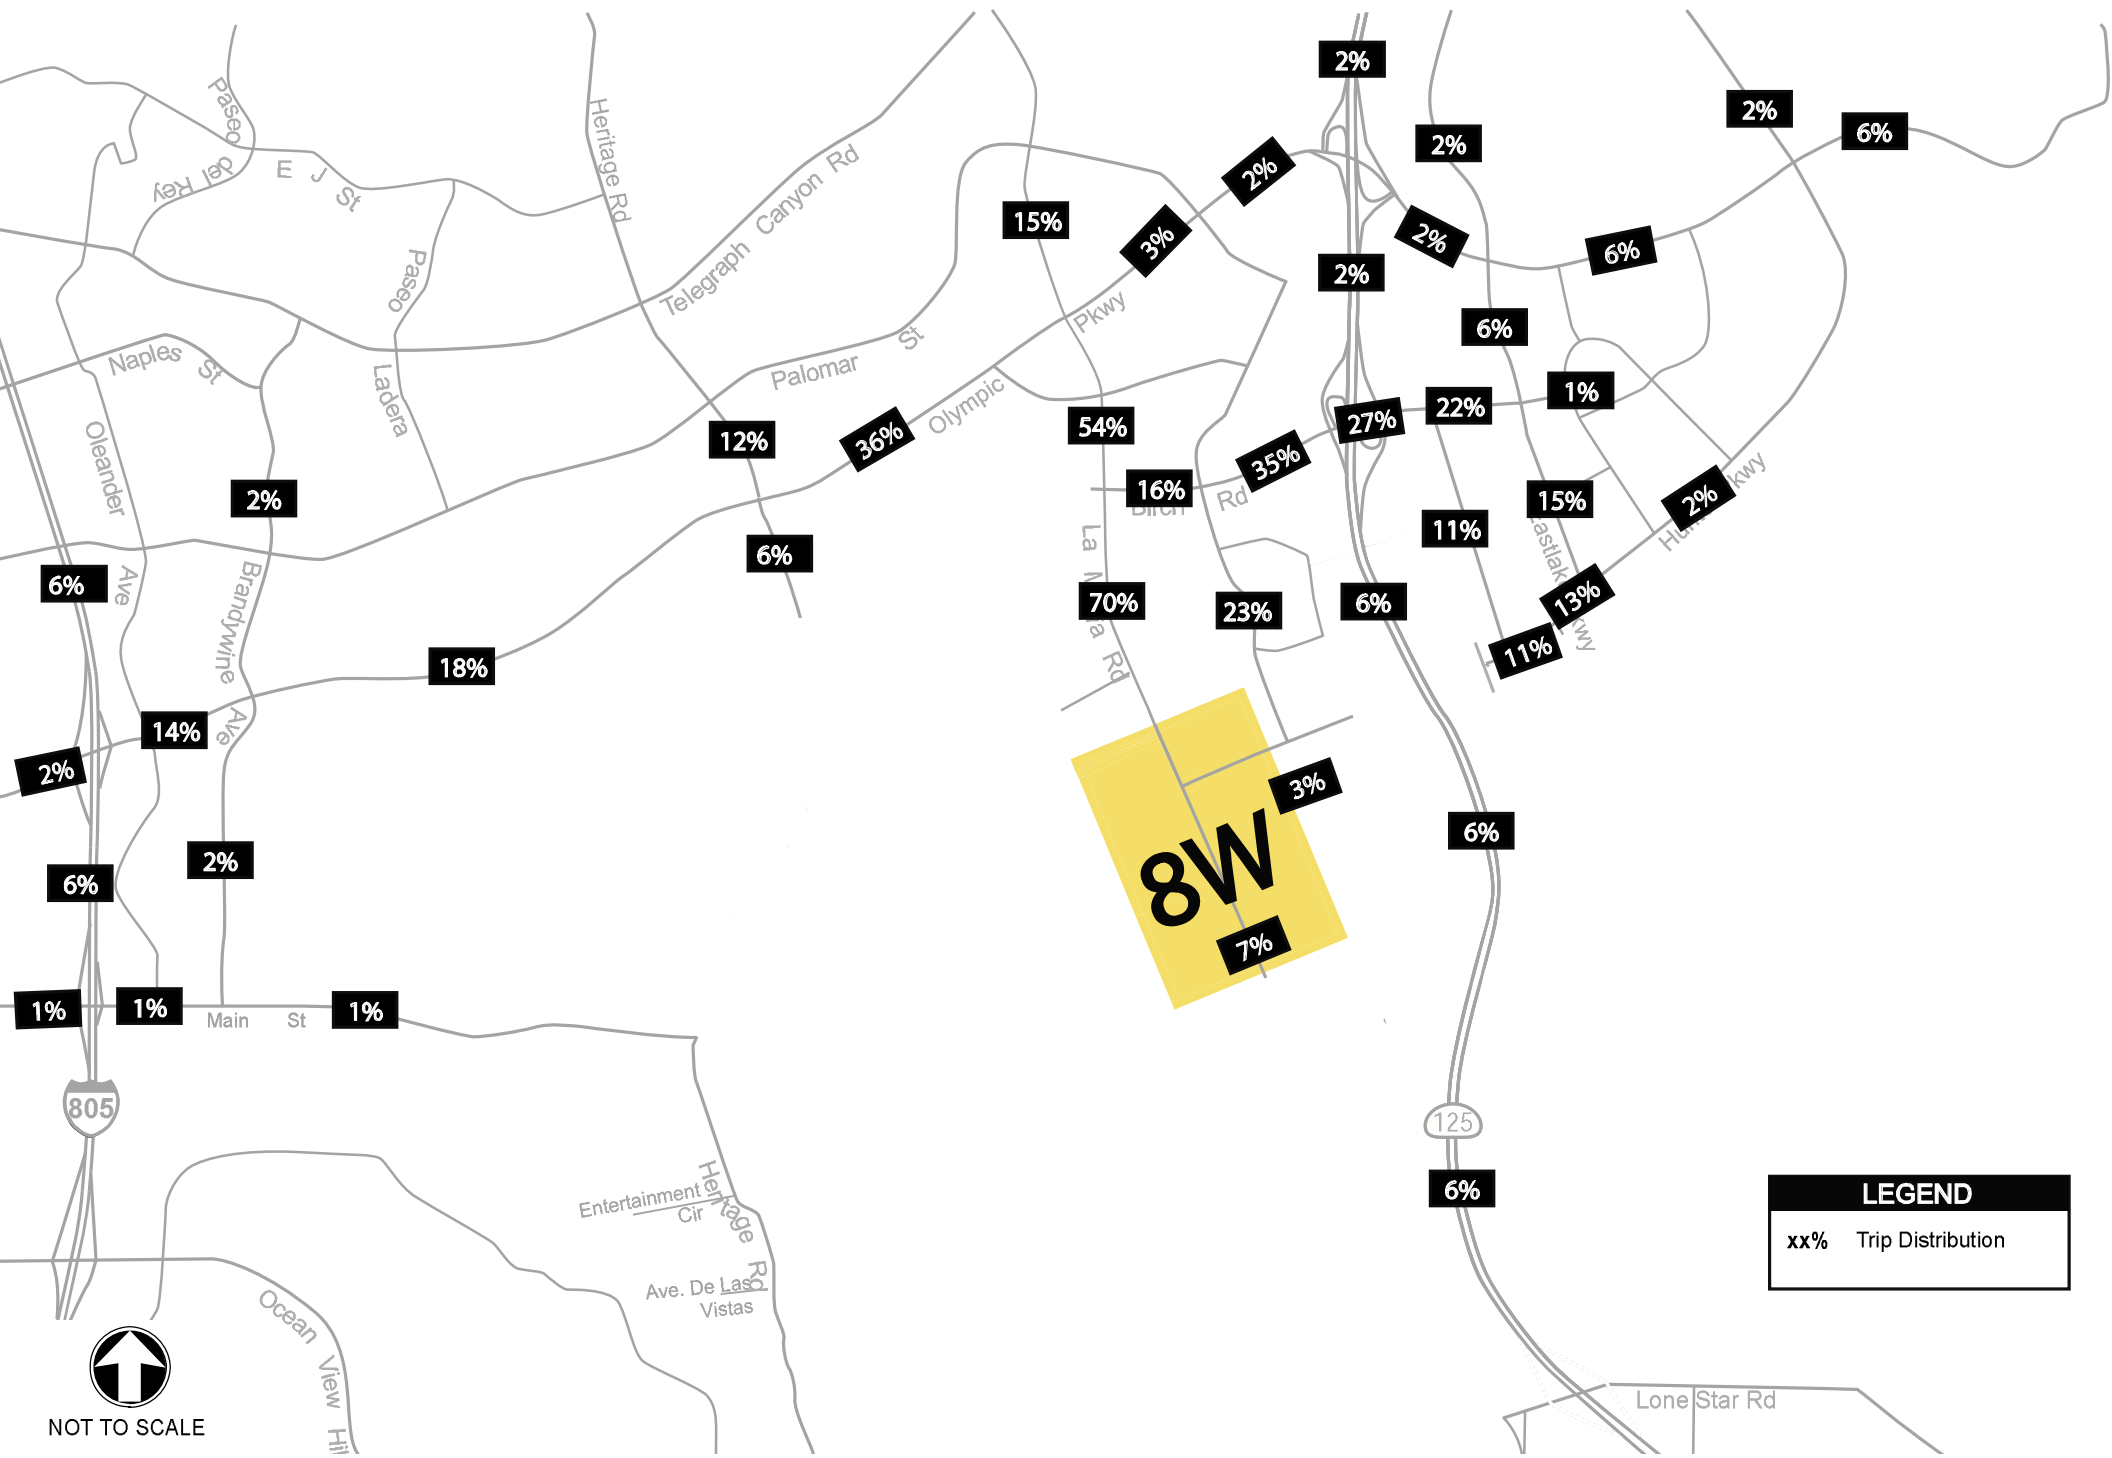 2%
2%
2%
6%
2%
Paseo
del Rey
E J St
Heritage Rd
Telegraph Canyon Rd
15%
3%
2%
2%
2%
6%
Paseo
Ladera
Naples St
Palomar St
Olympic Pkwy
6%
1%
22%
27%
35%
54%
36%
12%
Oleander
Ave
2%
Brandywine
Ave
6%
16%
Rd
11%
15%
2%
La
Rd
70%
23%
6%
13%
11%
6%
18%
14%
2%
3%
8W
7%
6%
2%
6%
1%
1%
Main St
1%
805
125
6%
Entertainment
Cir
Heritage Rd
Ave. De Las
Vistas
Ocean View
LEGEND
xx% Trip Distribution
Lone Star Rd
NOT TO SCALE